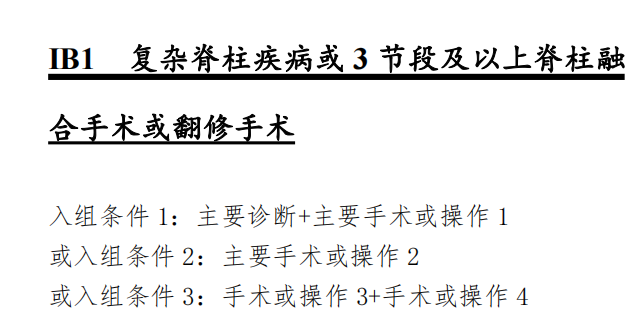 IB1 复杂脊柱疾病或 3 节段及以上脊柱融
合手术或翻修手术
入组条件 1：主要诊断+主要手术或操作 1
或入组条件 2：主要手术或操作 2
或入组条件 3：手术或操作 3+手术或操作 4